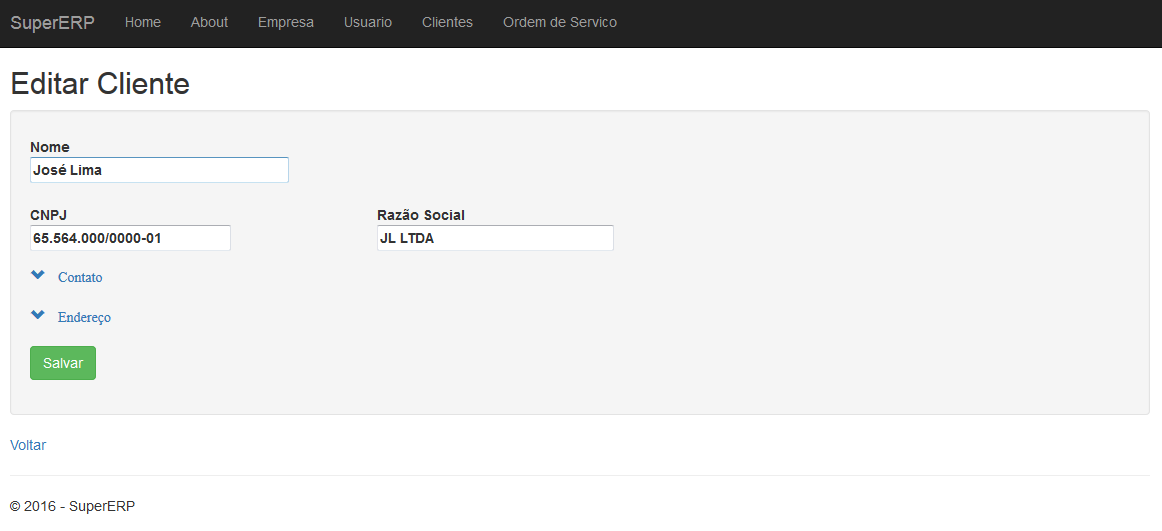 SuperERP Home About Empresa Usuario Clientes Ordem de Servico
Editar Cliente
Nome
José Lima
CNPJ Razão Social
65.564.000/0000-01 JL LTDA
Contato
Endereço
Salvar
Voltar
© 2016 - SuperERP